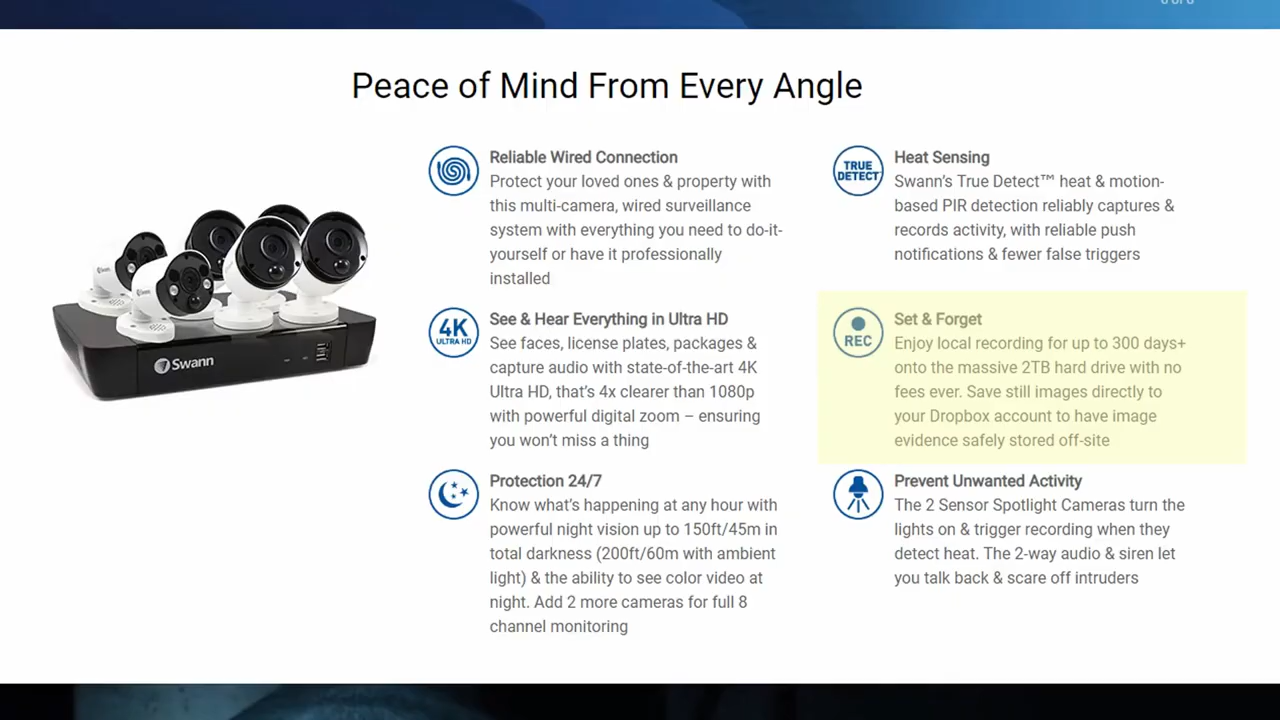 Peace of Mind From Every Angle
Reliable Wired Connection
Protect your loved ones & property with
this multi-camera, wired surveillance
system with everything you need to do-it-
yourself or have it professionally
installed
4K
ULTRA HD
See & Hear Everything in Ultra HD
See faces, license plates, packages &
capture audio with state-of-the-art 4K
Ultra HD, that's 4x clearer than 1080p
with powerful digital zoom – ensuring
you won't miss a thing
Protection 24/7
Know what's happening at any hour with
powerful night vision up to 150ft/45m in
total darkness (200ft/60m with ambient
light) & the ability to see color video at
night. Add 2 more cameras for full 8
channel monitoring
TRUE
DETECT
Heat Sensing
Swann's True Detect™ heat & motion-
based PIR detection reliably captures &
records activity, with reliable push
notifications & fewer false triggers
REC
Set & Forget
Enjoy local recording for up to 300 days+
onto the massive 2TB hard drive with no
fees ever. Save still images directly to
your Dropbox account to have image
evidence safely stored off-site
Prevent Unwanted Activity
The 2 Sensor Spotlight Cameras turn the
lights on & trigger recording when they
detect heat. The 2-way audio & siren let
you talk back & scare off intruders
Swann